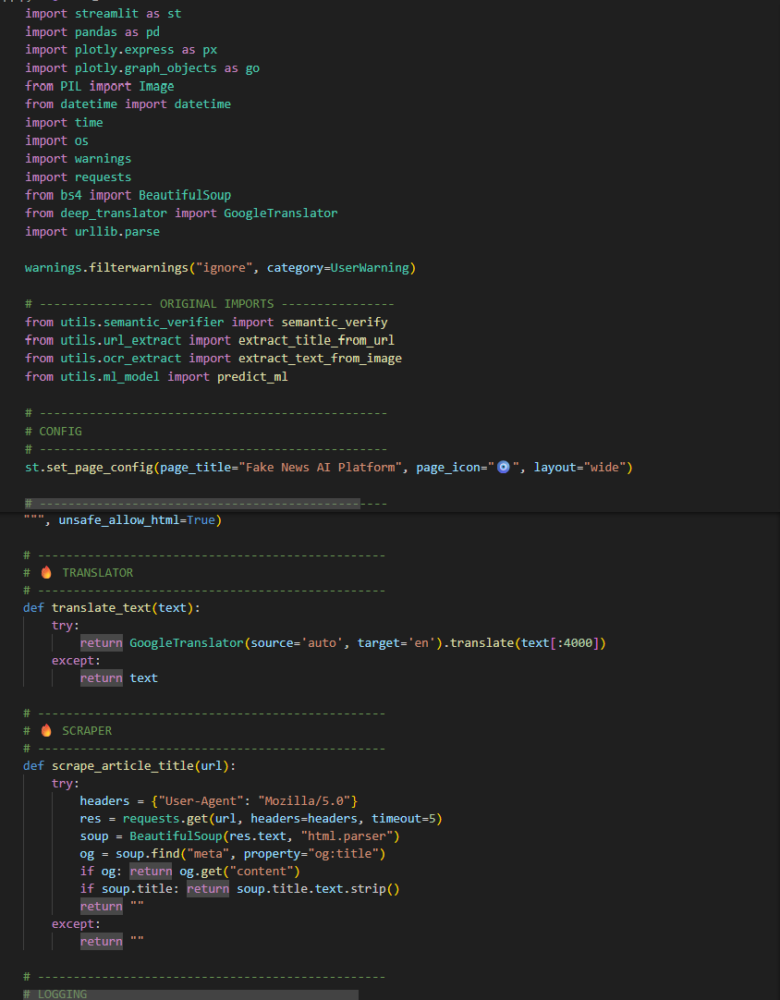 import streamlit as st
import pandas as pd
import plotly.express as px
import plotly.graph_objects as go
from PIL import Image
from datetime import datetime
import time
import os
import warnings
import requests
from bs4 import BeautifulSoup
from deep_translator import GoogleTranslator
import urllib.parse
warnings.filterwarnings("ignore", category=UserWarning)
# ---------------- ORIGINAL IMPORTS ----------------
from utils.semantic_verifier import semantic_verify
from utils.url_extract import extract_title_from_url
from utils.ocr_extract import extract_text_from_image
from utils.ml_model import predict_ml
# -------------------------------------------------
# CONFIG
# -------------------------------------------------
st.set_page_config(page_title="Fake News AI Platform", page_icon="🧿", layout="wide")
# -------------------------------------------------
""", unsafe_allow_html=True)
# -------------------------------------------------
# 🔥 TRANSLATOR
# -------------------------------------------------
def translate_text(text):
    try:
        return GoogleTranslator(source='auto', target='en').translate(text[:4000])
    except:
        return text
# -------------------------------------------------
# 🔥 SCRAPER
# -------------------------------------------------
def scrape_article_title(url):
    try:
        headers = {"User-Agent": "Mozilla/5.0"}
        res = requests.get(url, headers=headers, timeout=5)
        soup = BeautifulSoup(res.text, "html.parser")
        og = soup.find("meta", property="og:title")
        if og: return og.get("content")
        if soup.title: return soup.title.text.strip()
        return ""
    except:
        return ""
# -------------------------------------------------
# LOGGING